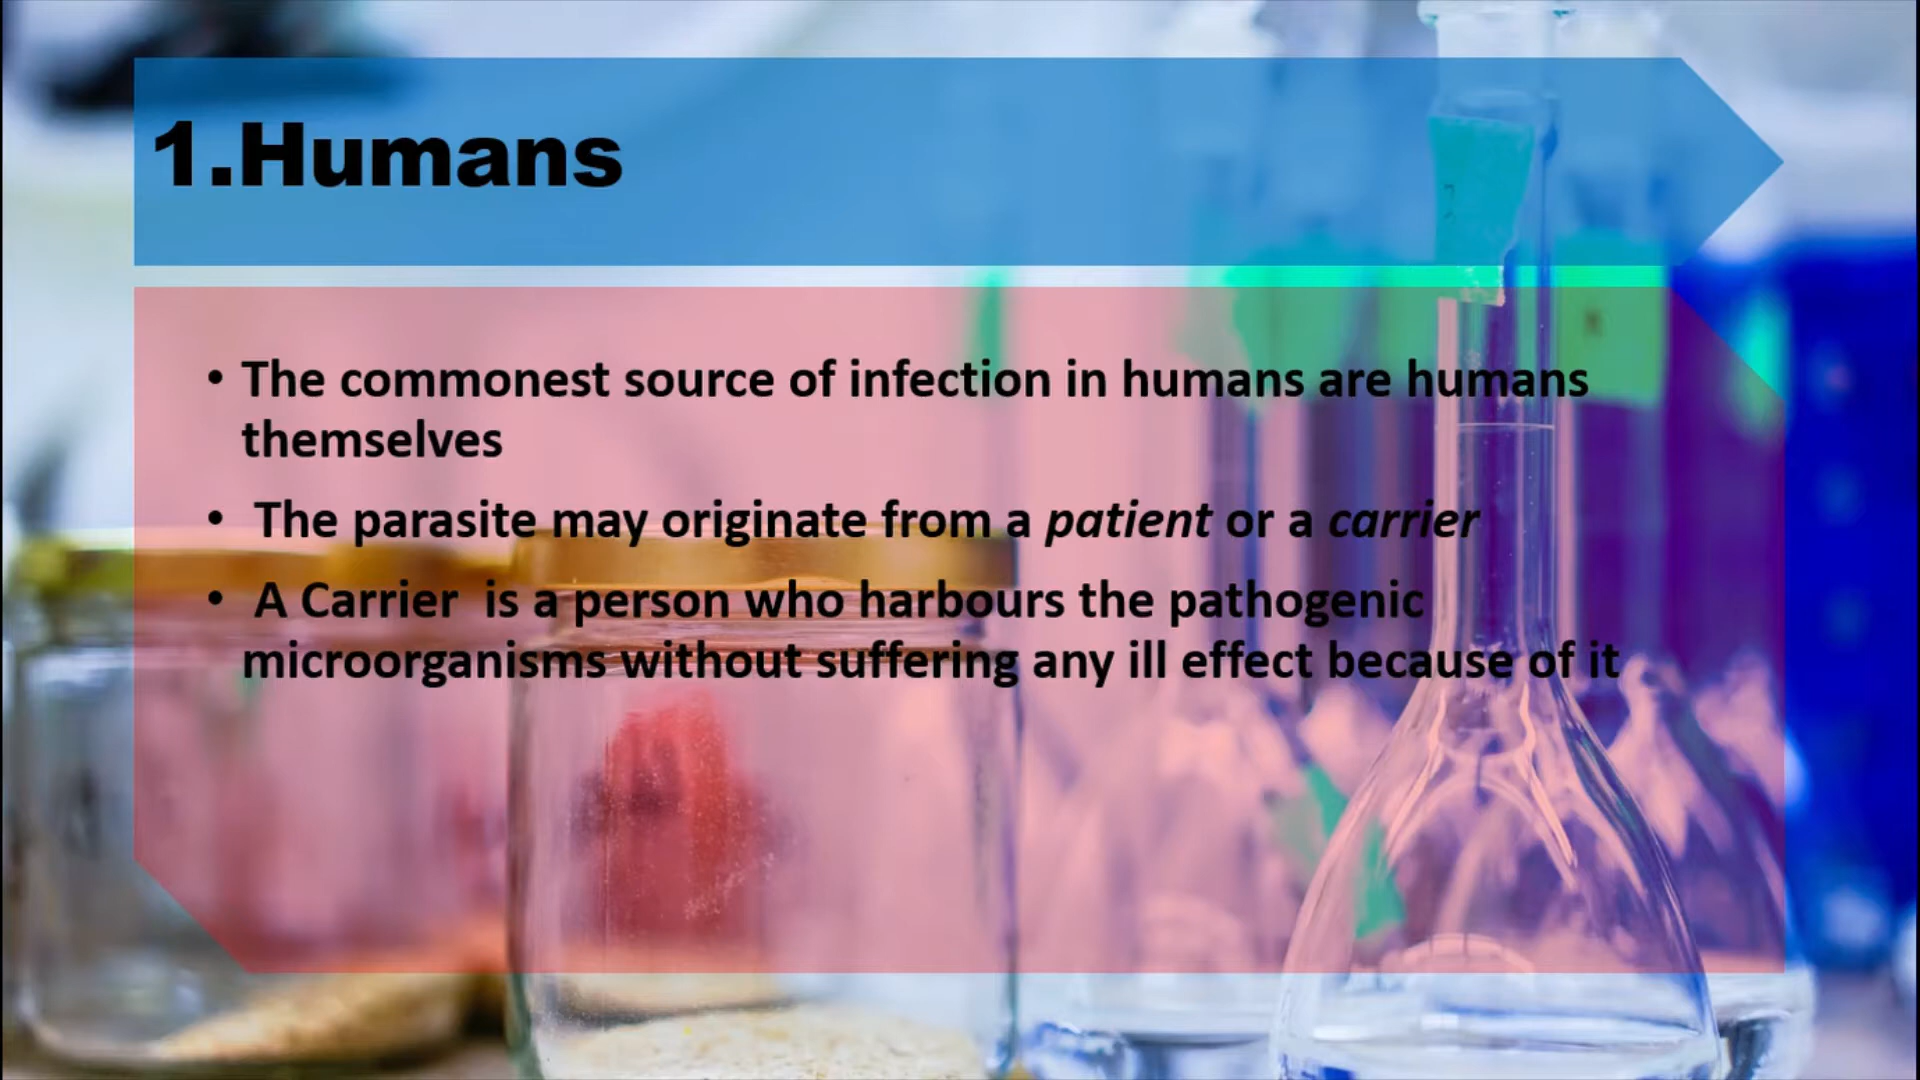 1.Humans
• The commonest source of infection in humans are humans
themselves
• The parasite may originate from a patient or a carrier
• A Carrier is a person who harbours the pathogenic
microorganisms without suffering any ill effect because of it